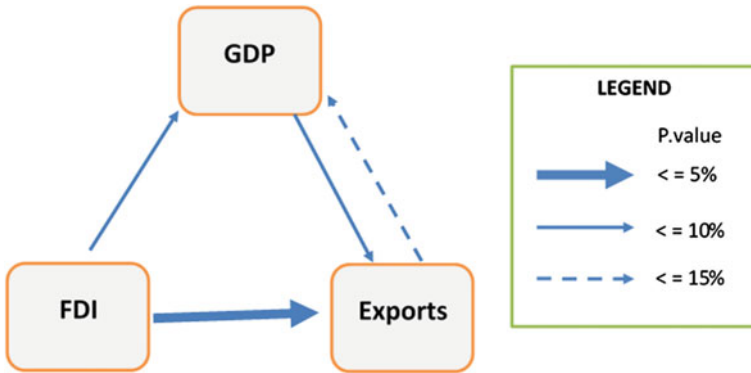 GDP
FDI
Exports
LEGEND
P.value
< = 5%
< = 10%
< = 15%